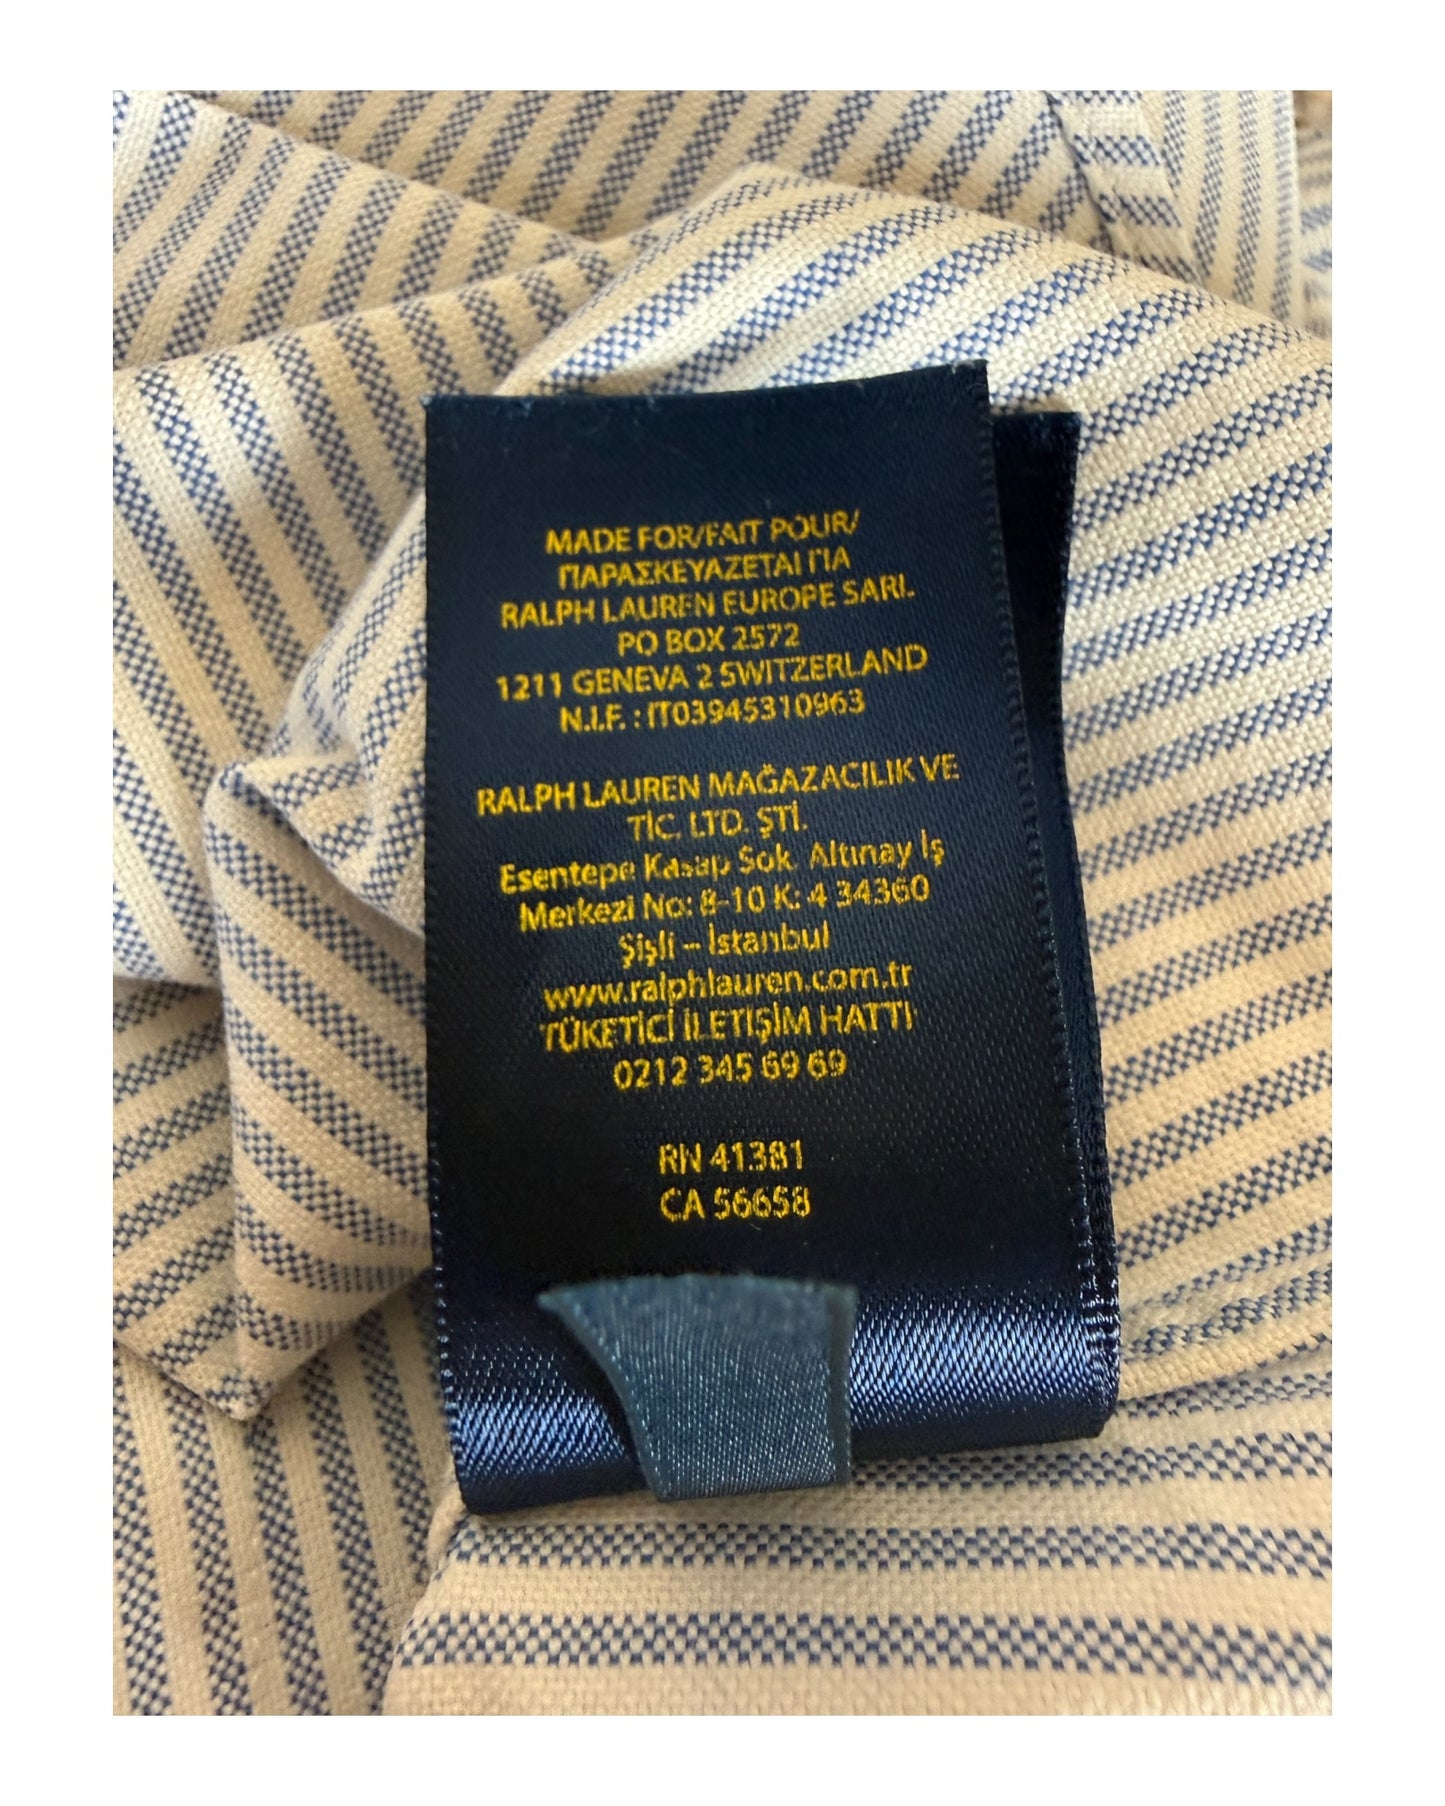 MADE FOR/FAIT POUR/
ΠΑΡΑΣΚΕΥΑΖΕΤΑΙ ΓΙΑ
RALPH LAUREN EUROPE SARL
PO BOX 2572
1211 GENEVA 2 SWITZERLAND
N.I.F. : IT03945310963
RALPH LAUREN MAĞAZACILIK VE
TİC. LTD. ŞTİ.
Esentepe Kasap Sok. Altınay İş
Merkezi No: 8-10 K: 4 34360
Şişli – İstanbul
www.ralphlauren.com.tr
TÜKETİCİ İLETİŞİM HATTI
0212 345 69 69
RN 41381
CA 56658